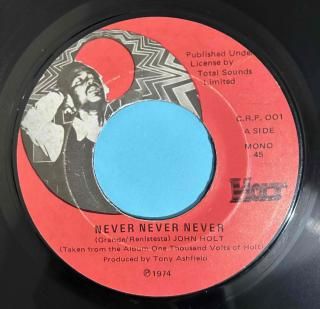 Published Under
License by
Total Sounds
Limited
C.R.P. 001
A SIDE
MONO
45
HOLT
NEVER NEVER NEVER
(Grande/Renistesta) JOHN HOLT
(Taken from the Album One Thousand Volts of Holt)
Produced by Tony Ashfield
℗ 1974